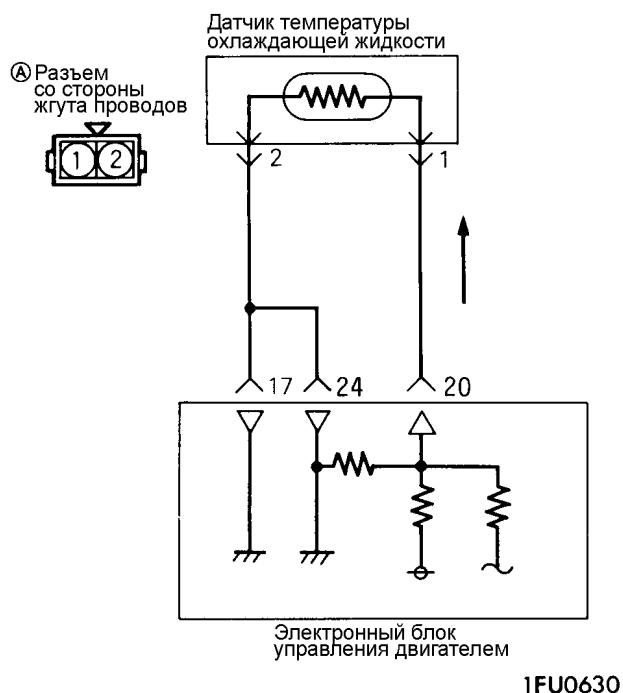 Датчик температуры
охлаждающей жидкости
Ⓐ Разъем
со стороны
жгута проводов
1 2
2 1
17 24 20
Электронный блок
управления двигателем
1FU0630